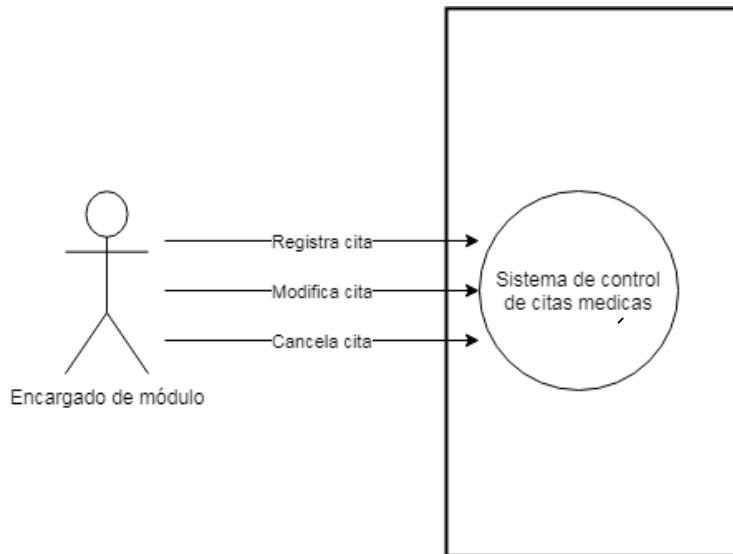 Registra cita
Modifica cita
Cancela cita
Sistema de control
de citas medicas
Encargado de módulo